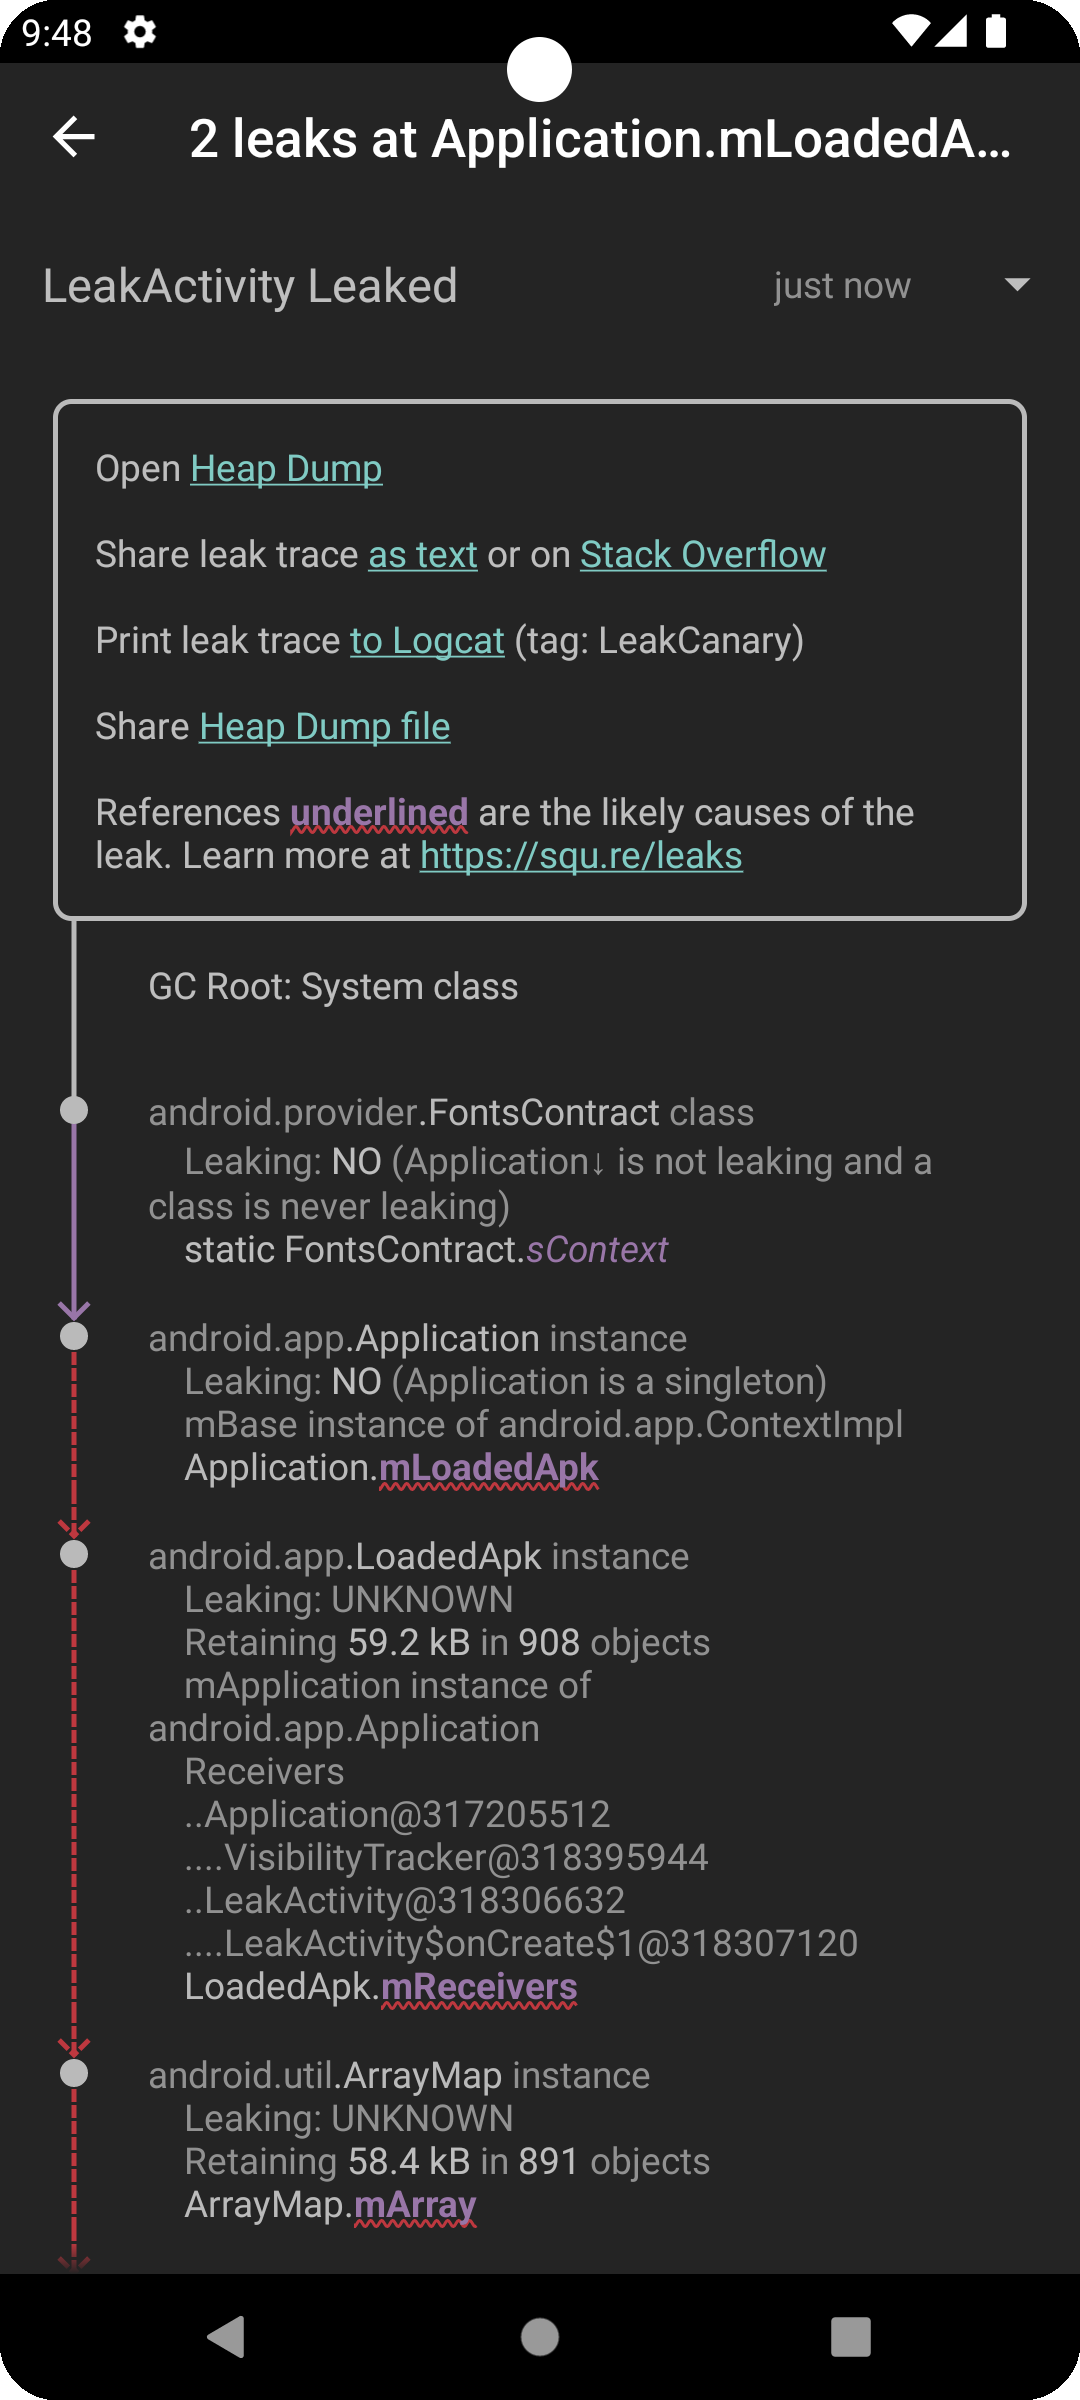 9:48
2 leaks at Application.mLoadedA...
LeakActivity Leaked
just now
Open Heap Dump
Share leak trace as text or on Stack Overflow
Print leak trace to Logcat (tag: LeakCanary)
Share Heap Dump file
References underlined are the likely causes of the
leak. Learn more at https://squ.re/leaks
GC Root: System class
android.provider.FontsContract class
Leaking: NO (Application↓ is not leaking and a
class is never leaking)
static FontsContract.sContext
android.app.Application instance
Leaking: NO (Application is a singleton)
mBase instance of android.app.ContextImpl
Application.mLoadedApk
android.app.LoadedApk instance
Leaking: UNKNOWN
Retaining 59.2 kB in 908 objects
mApplication instance of
android.app.Application
Receivers
..Application@317205512
....VisibilityTracker@318395944
..LeakActivity@318306632
....LeakActivity$onCreate$1@318307120
LoadedApk.mReceivers
android.util.ArrayMap instance
Leaking: UNKNOWN
Retaining 58.4 kB in 891 objects
ArrayMap.mArray